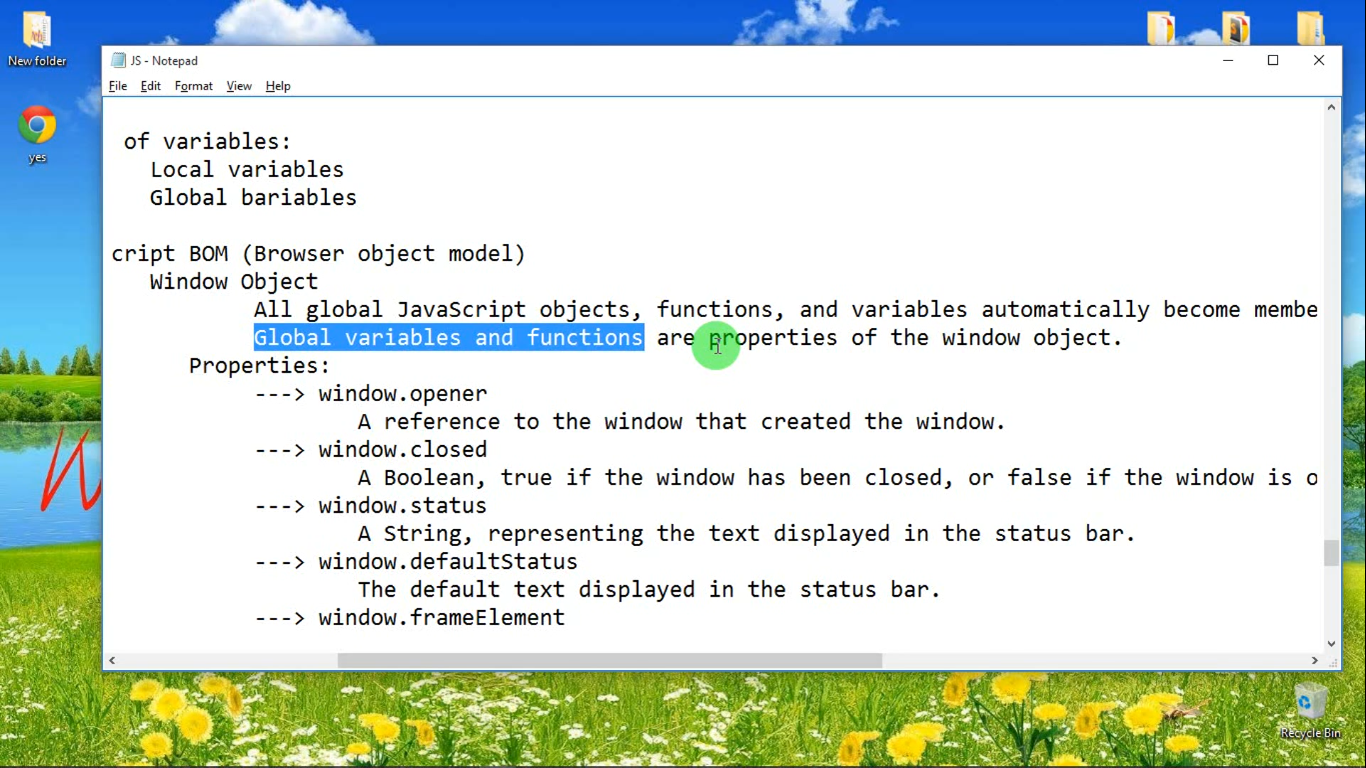 New folder
yes
JS - Notepad
File Edit Format View Help
of variables:
Local variables
Global bariables
cript BOM (Browser object model)
Window Object
All global JavaScript objects, functions, and variables automatically become membe
Global variables and functions are properties of the window object.
Properties:
---> window.opener
A reference to the window that created the window.
---> window.closed
A Boolean, true if the window has been closed, or false if the window is o
---> window.status
A String, representing the text displayed in the status bar.
---> window.defaultStatus
The default text displayed in the status bar.
---> window.frameElement
Recycle Bin